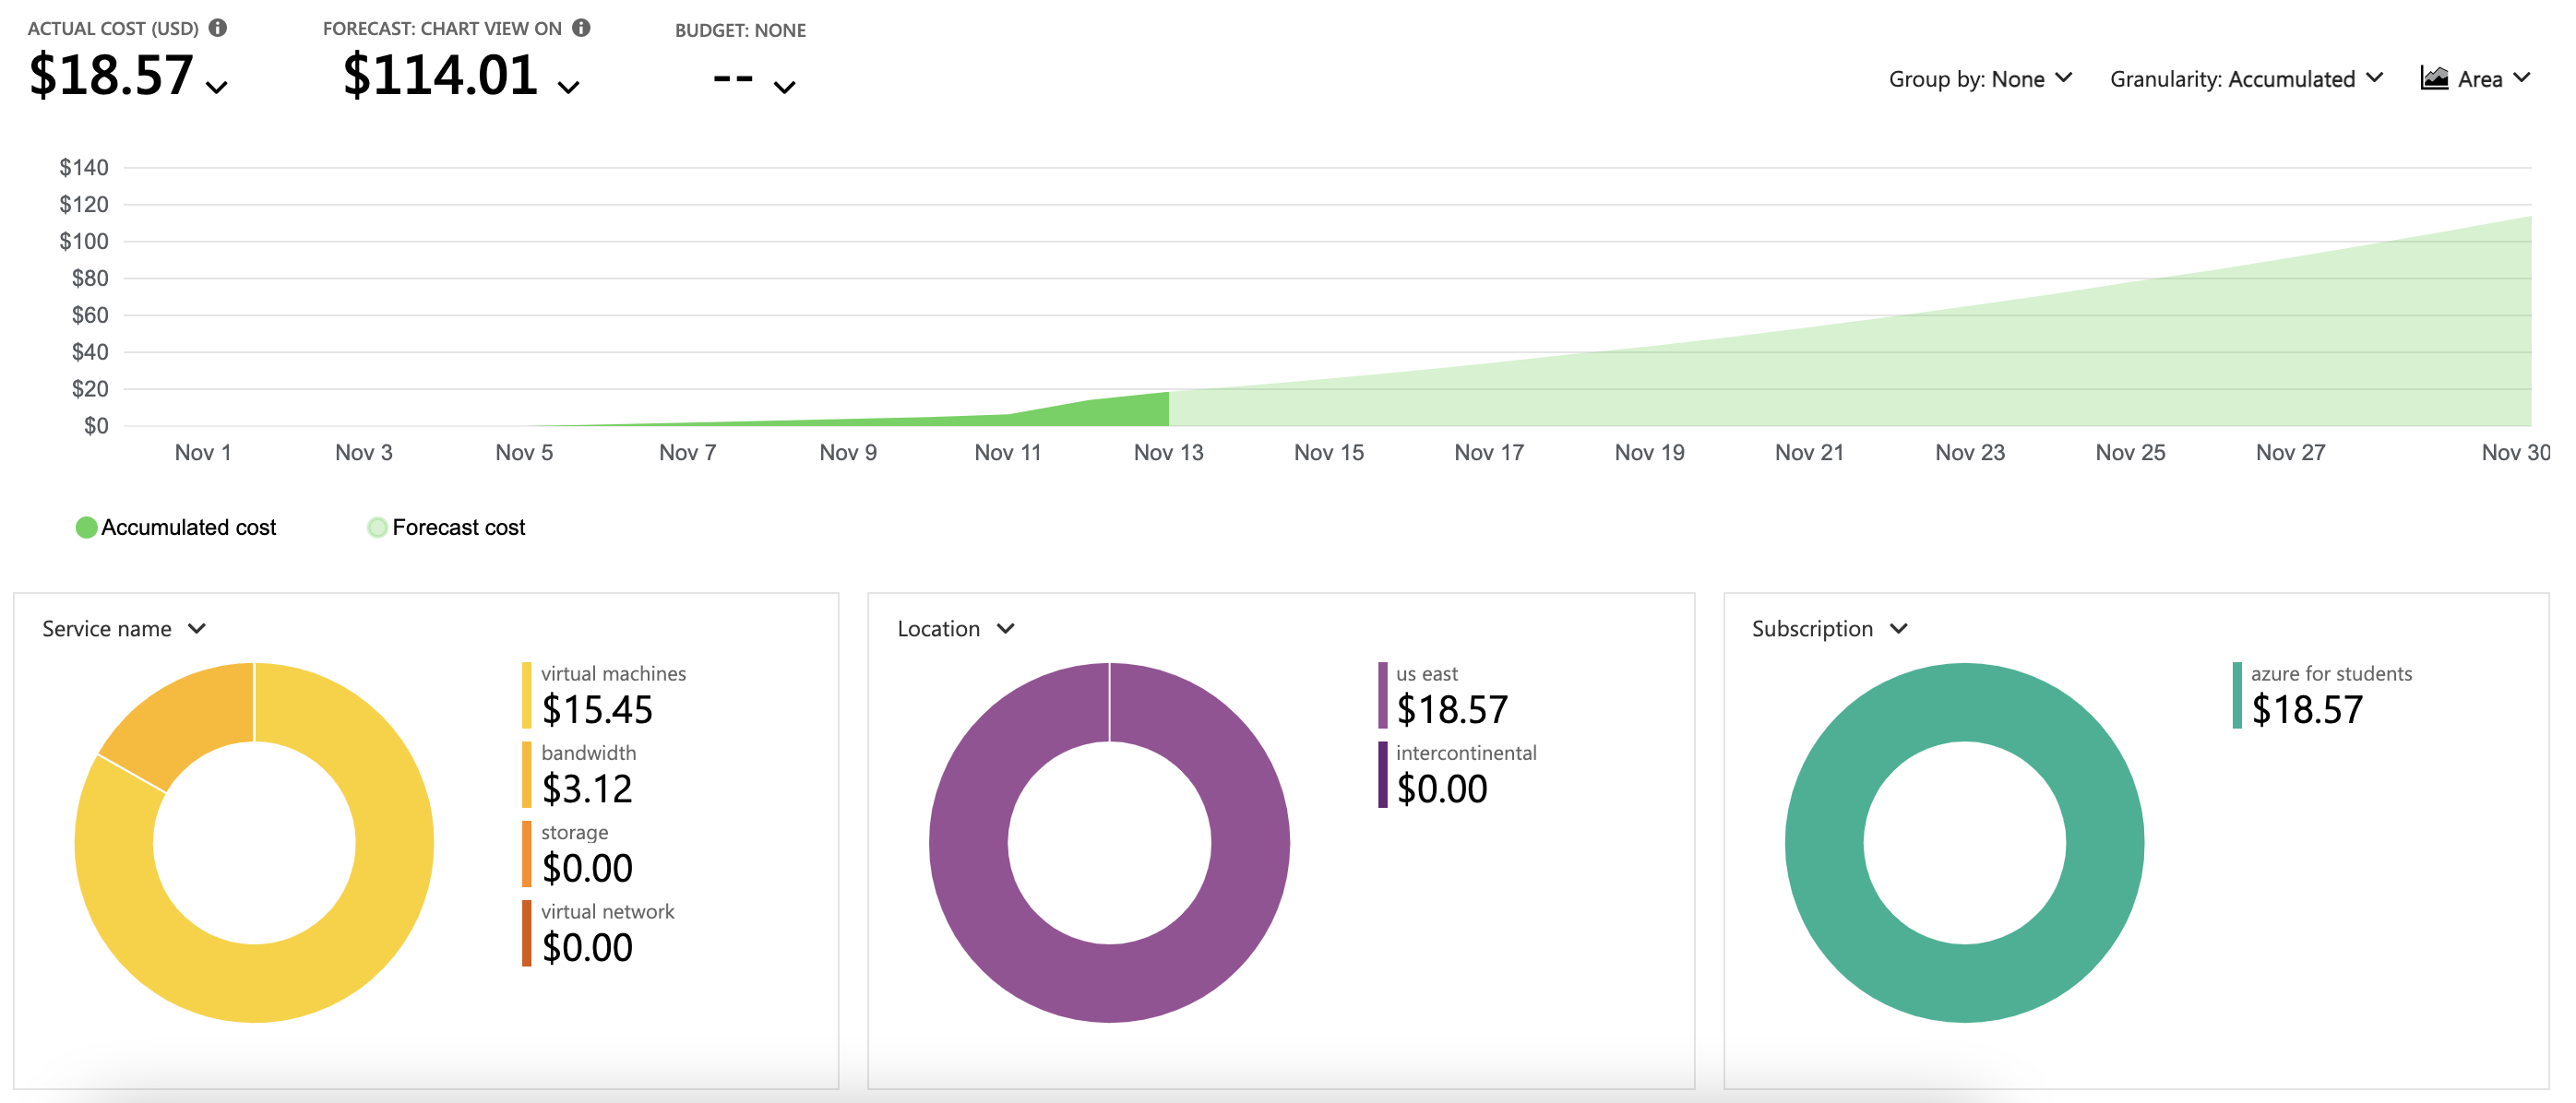 ACTUAL COST (USD)
FORECAST: CHART VIEW ON
BUDGET: NONE
$18.57
$114.01
--
Group by: None
Granularity: Accumulated
Area
$140
$120
$100
$80
$60
$40
$20
$0
Nov 1 Nov 3 Nov 5 Nov 7 Nov 9 Nov 11 Nov 13 Nov 15 Nov 17 Nov 19 Nov 21 Nov 23 Nov 25 Nov 27 Nov 30
Accumulated cost
Forecast cost
Service name
virtual machines
$15.45
bandwidth
$3.12
storage
$0.00
virtual network
$0.00
Location
us east
$18.57
intercontinental
$0.00
Subscription
azure for students
$18.57